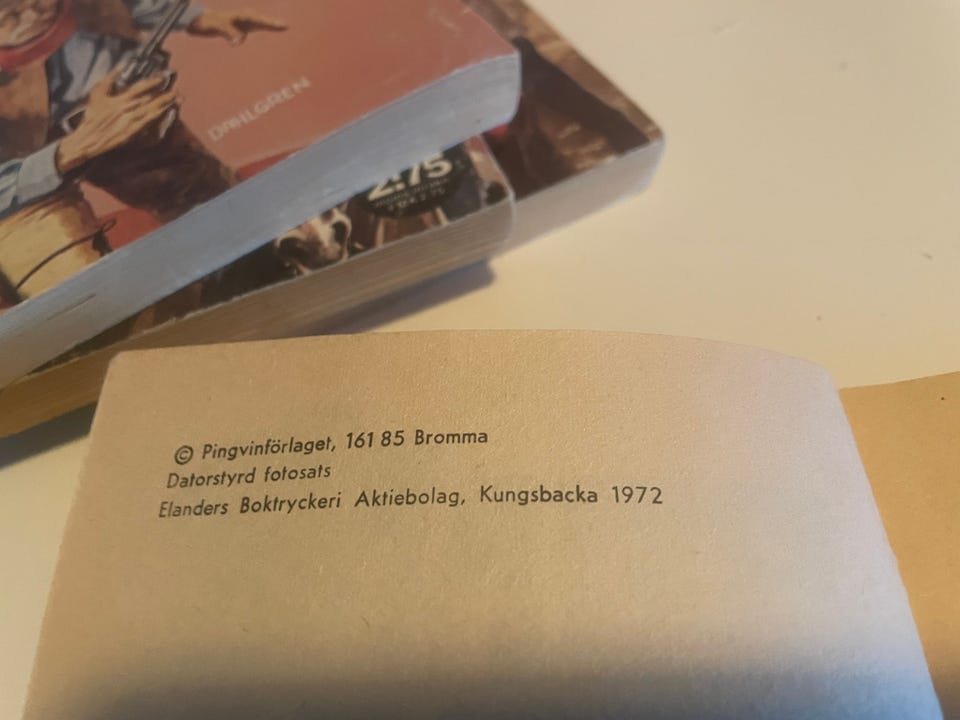 DAHLGREN
2:75
© Pingvinförlaget, 161 85 Bromma
Datorstyrd fotosats
Elanders Boktryckeri Aktiebolag, Kungsbacka 1972